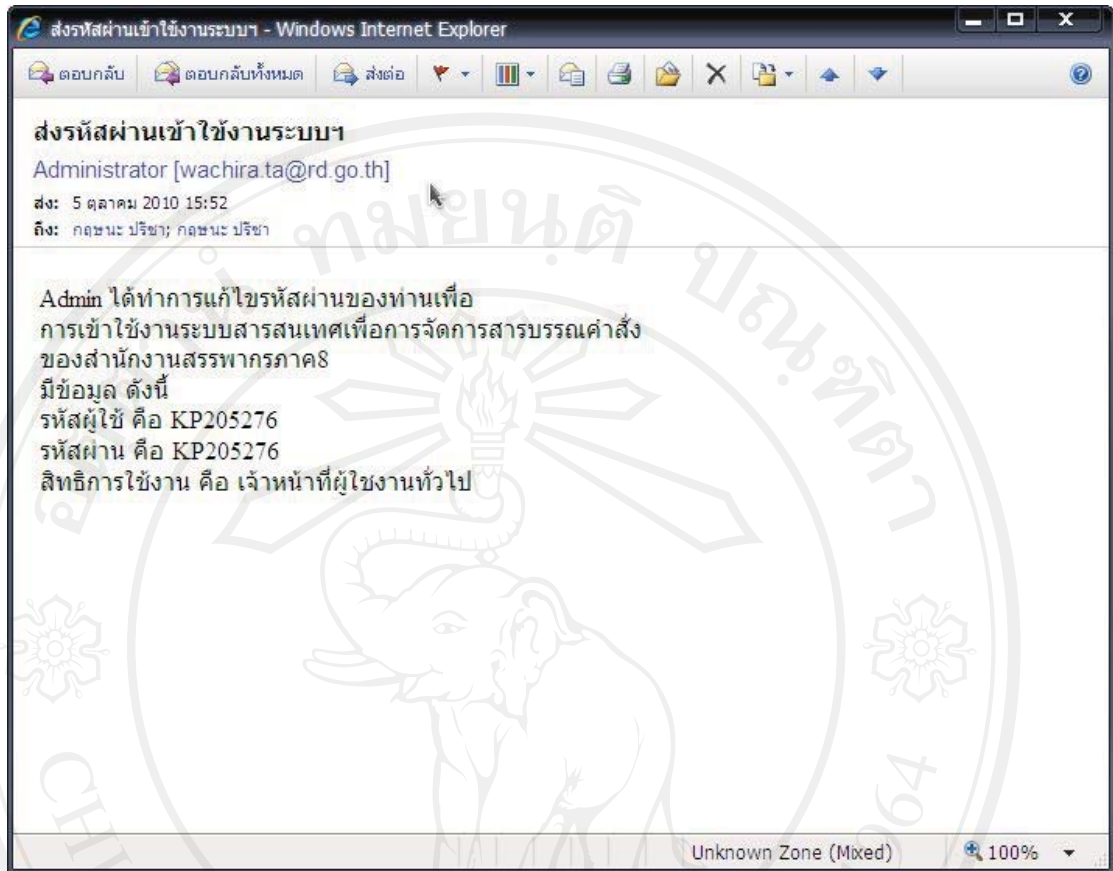 ส่งรหัสผ่านเข้าใข้งานระบบฯ - Windows Internet Explorer
ตอบกลับ ตอบกลับทั้งหมด ส่งต่อ
ส่งรหัสผ่านเข้าใข้งานระบบฯ
Administrator [wachira.ta@rd.go.th]
ส่ง: 5 ตุลาคม 2010 15:52
ถึง: กฤษนะ ปรีชา; กฤษนะ ปรีชา
Admin ได้ทำการแก้ไขรหัสผ่านของท่านเพื่อ
การเข้าใช้งานระบบสารสนเทศเพื่อการจัดการสารบรรณคำสั่ง
ของสำนักงานสรรพากรภาค8
มีข้อมูล ดังนี้
รหัสผู้ใช้ คือ KP205276
รหัสผ่าน คือ KP205276
สิทธิการใช้งาน คือ เจ้าหน้าที่ผู้ใชงานทั่วไป
Unknown Zone (Mixed) 100%